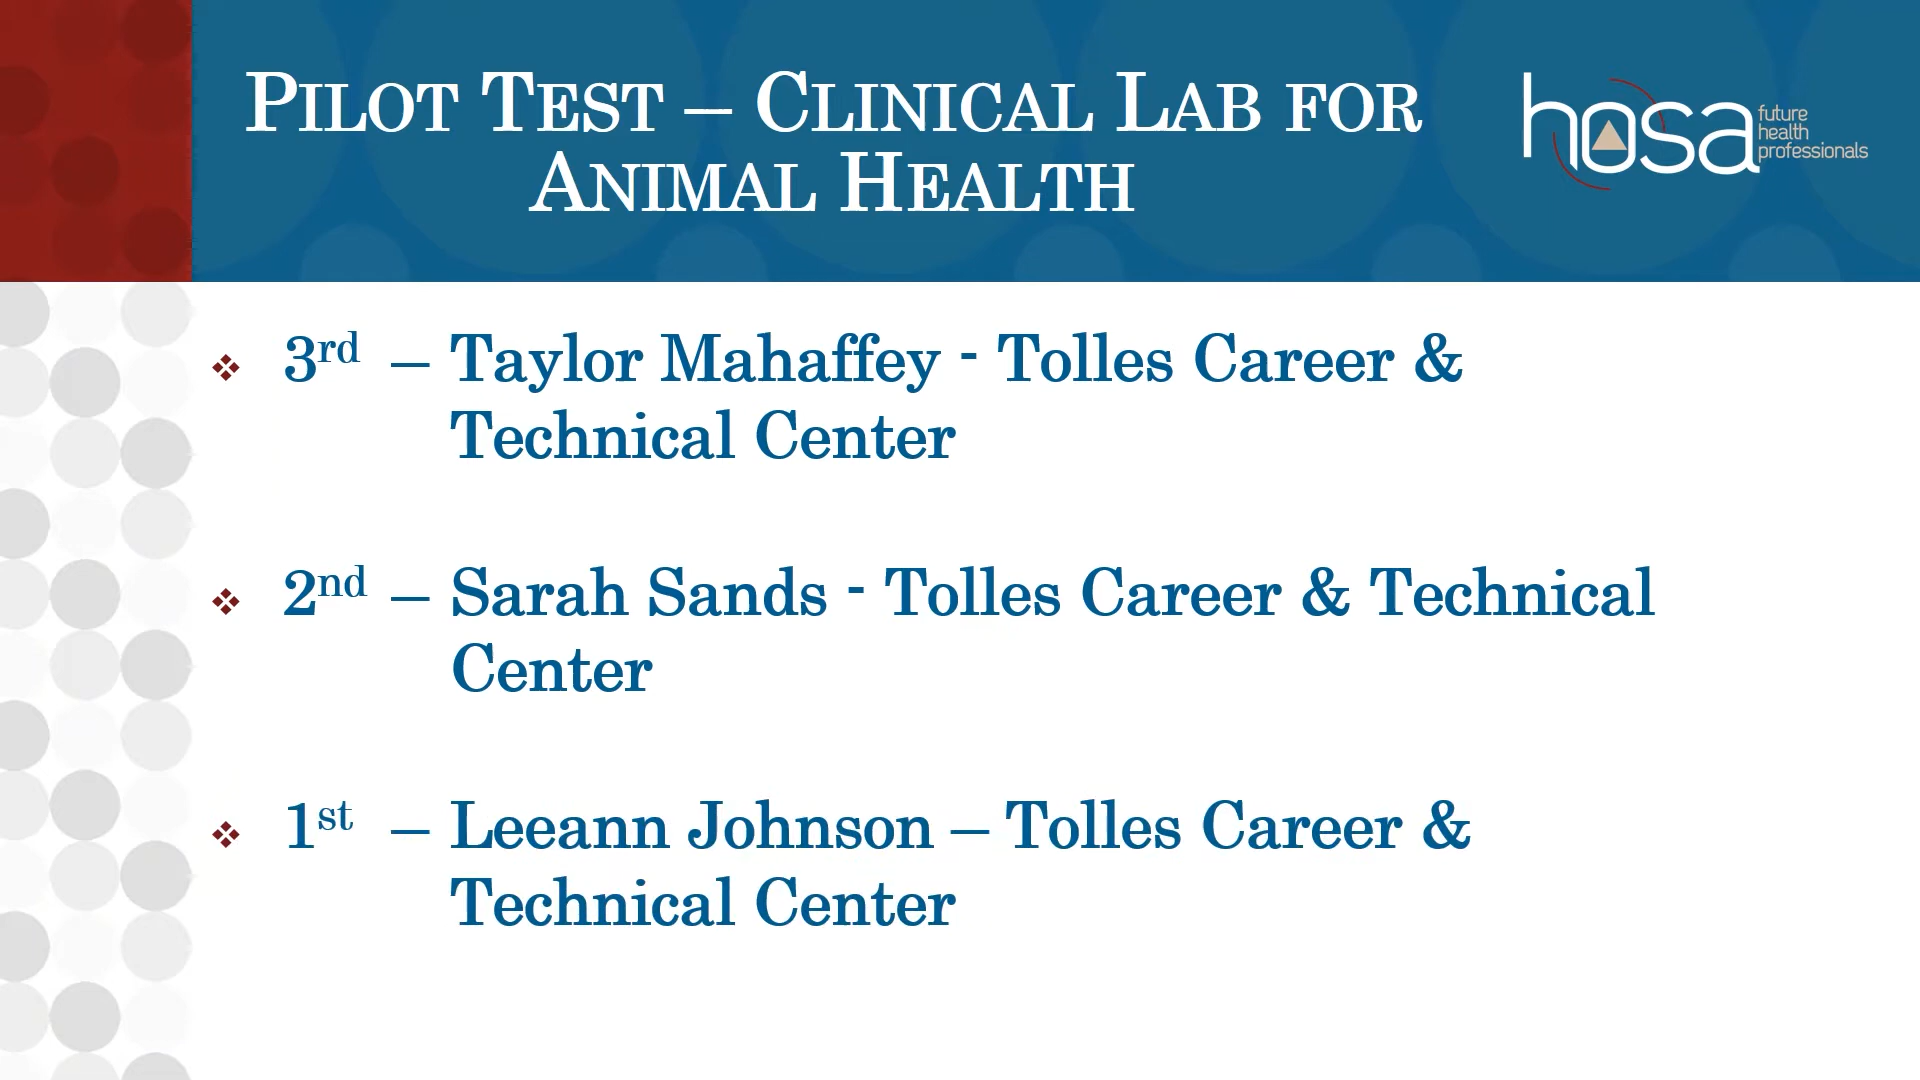 PILOT TEST – CLINICAL LAB FOR
ANIMAL HEALTH
hosa
future
health
professionals
❖ 3rd – Taylor Mahaffey - Tolles Career &
Technical Center
❖ 2nd – Sarah Sands - Tolles Career & Technical
Center
❖ 1st – Leeann Johnson – Tolles Career &
Technical Center